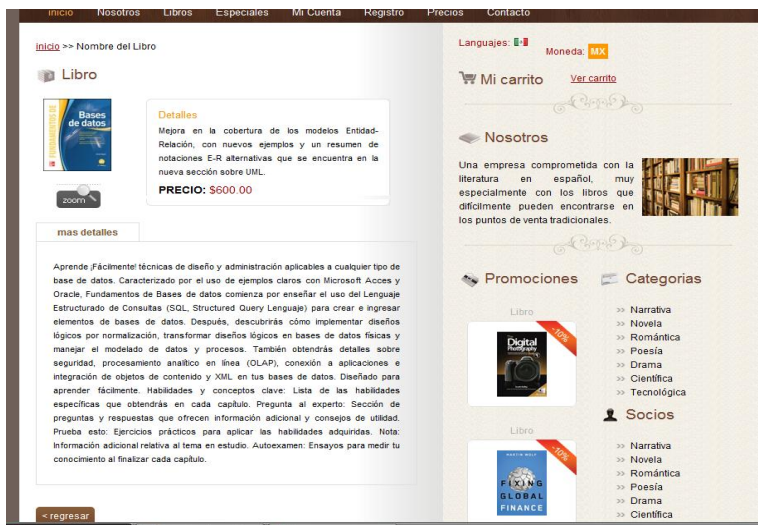 inicio Nosotros Libros Especiales Mi Cuenta Registro Precios Contacto
inicio >> Nombre del Libro
Libro
FUNDAMENTOS DE
Bases
de datos
zoom
Detalles
Mejora en la cobertura de los modelos Entidad-
Relación, con nuevos ejemplos y un resumen de
notaciones E-R alternativas que se encuentra en la
nueva sección sobre UML.
PRECIO: $600.00
mas detalles
Aprende ¡Fácilmente! técnicas de diseño y administración aplicables a cualquier tipo de
base de datos. Caracterizado por el uso de ejemplos claros con Microsoft Acces y
Oracle, Fundamentos de Bases de datos comienza por enseñar el uso del Lenguaje
Estructurado de Consultas (SQL, Structured Query Lenguaje) para crear e ingresar
elementos de bases de datos. Después, descubrirás cómo implementar diseños
lógicos por normalización, transformar diseños lógicos en bases de datos físicas y
manejar el modelado de datos y procesos. También obtendrás detalles sobre
seguridad, procesamiento analítico en línea (OLAP), conexión a aplicaciones e
integración de objetos de contenido y XML en tus bases de datos. Diseñado para
aprender fácilmente. Habilidades y conceptos clave: Lista de las habilidades
específicas que obtendrás en cada capítulo. Pregunta al experto: Sección de
preguntas y respuestas que ofrecen información adicional y consejos de utilidad.
Prueba esto: Ejercicios prácticos para aplicar las habilidades adquiridas. Nota:
Información adicional relativa al tema en estudio. Autoexamen: Ensayos para medir tu
conocimiento al finalizar cada capítulo.
< regresar
Languajes:
Moneda: MX
Mi carrito Ver carrito
Nosotros
Una empresa comprometida con la
literatura en español, muy
especialmente con los libros que
difícilmente pueden encontrarse en
los puntos de venta tradicionales.
Promociones
Libro
-10%
Digital
Photography
Libro
-10%
MARTIN WOLF
FIXING
GLOBAL
FINANCE
Categorias
>> Narrativa
>> Novela
>> Romántica
>> Poesía
>> Drama
>> Científica
>> Tecnológica
Socios
>> Narrativa
>> Novela
>> Romántica
>> Poesía
>> Drama
>> Científica